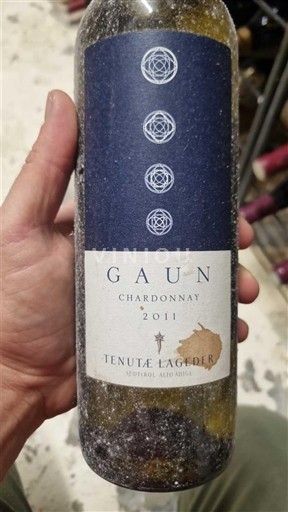 VINIOU
GAUN
CHARDONNAY
2011
TENUTÆ LAGEDER
SÜDTIROL · ALTO ADIGE